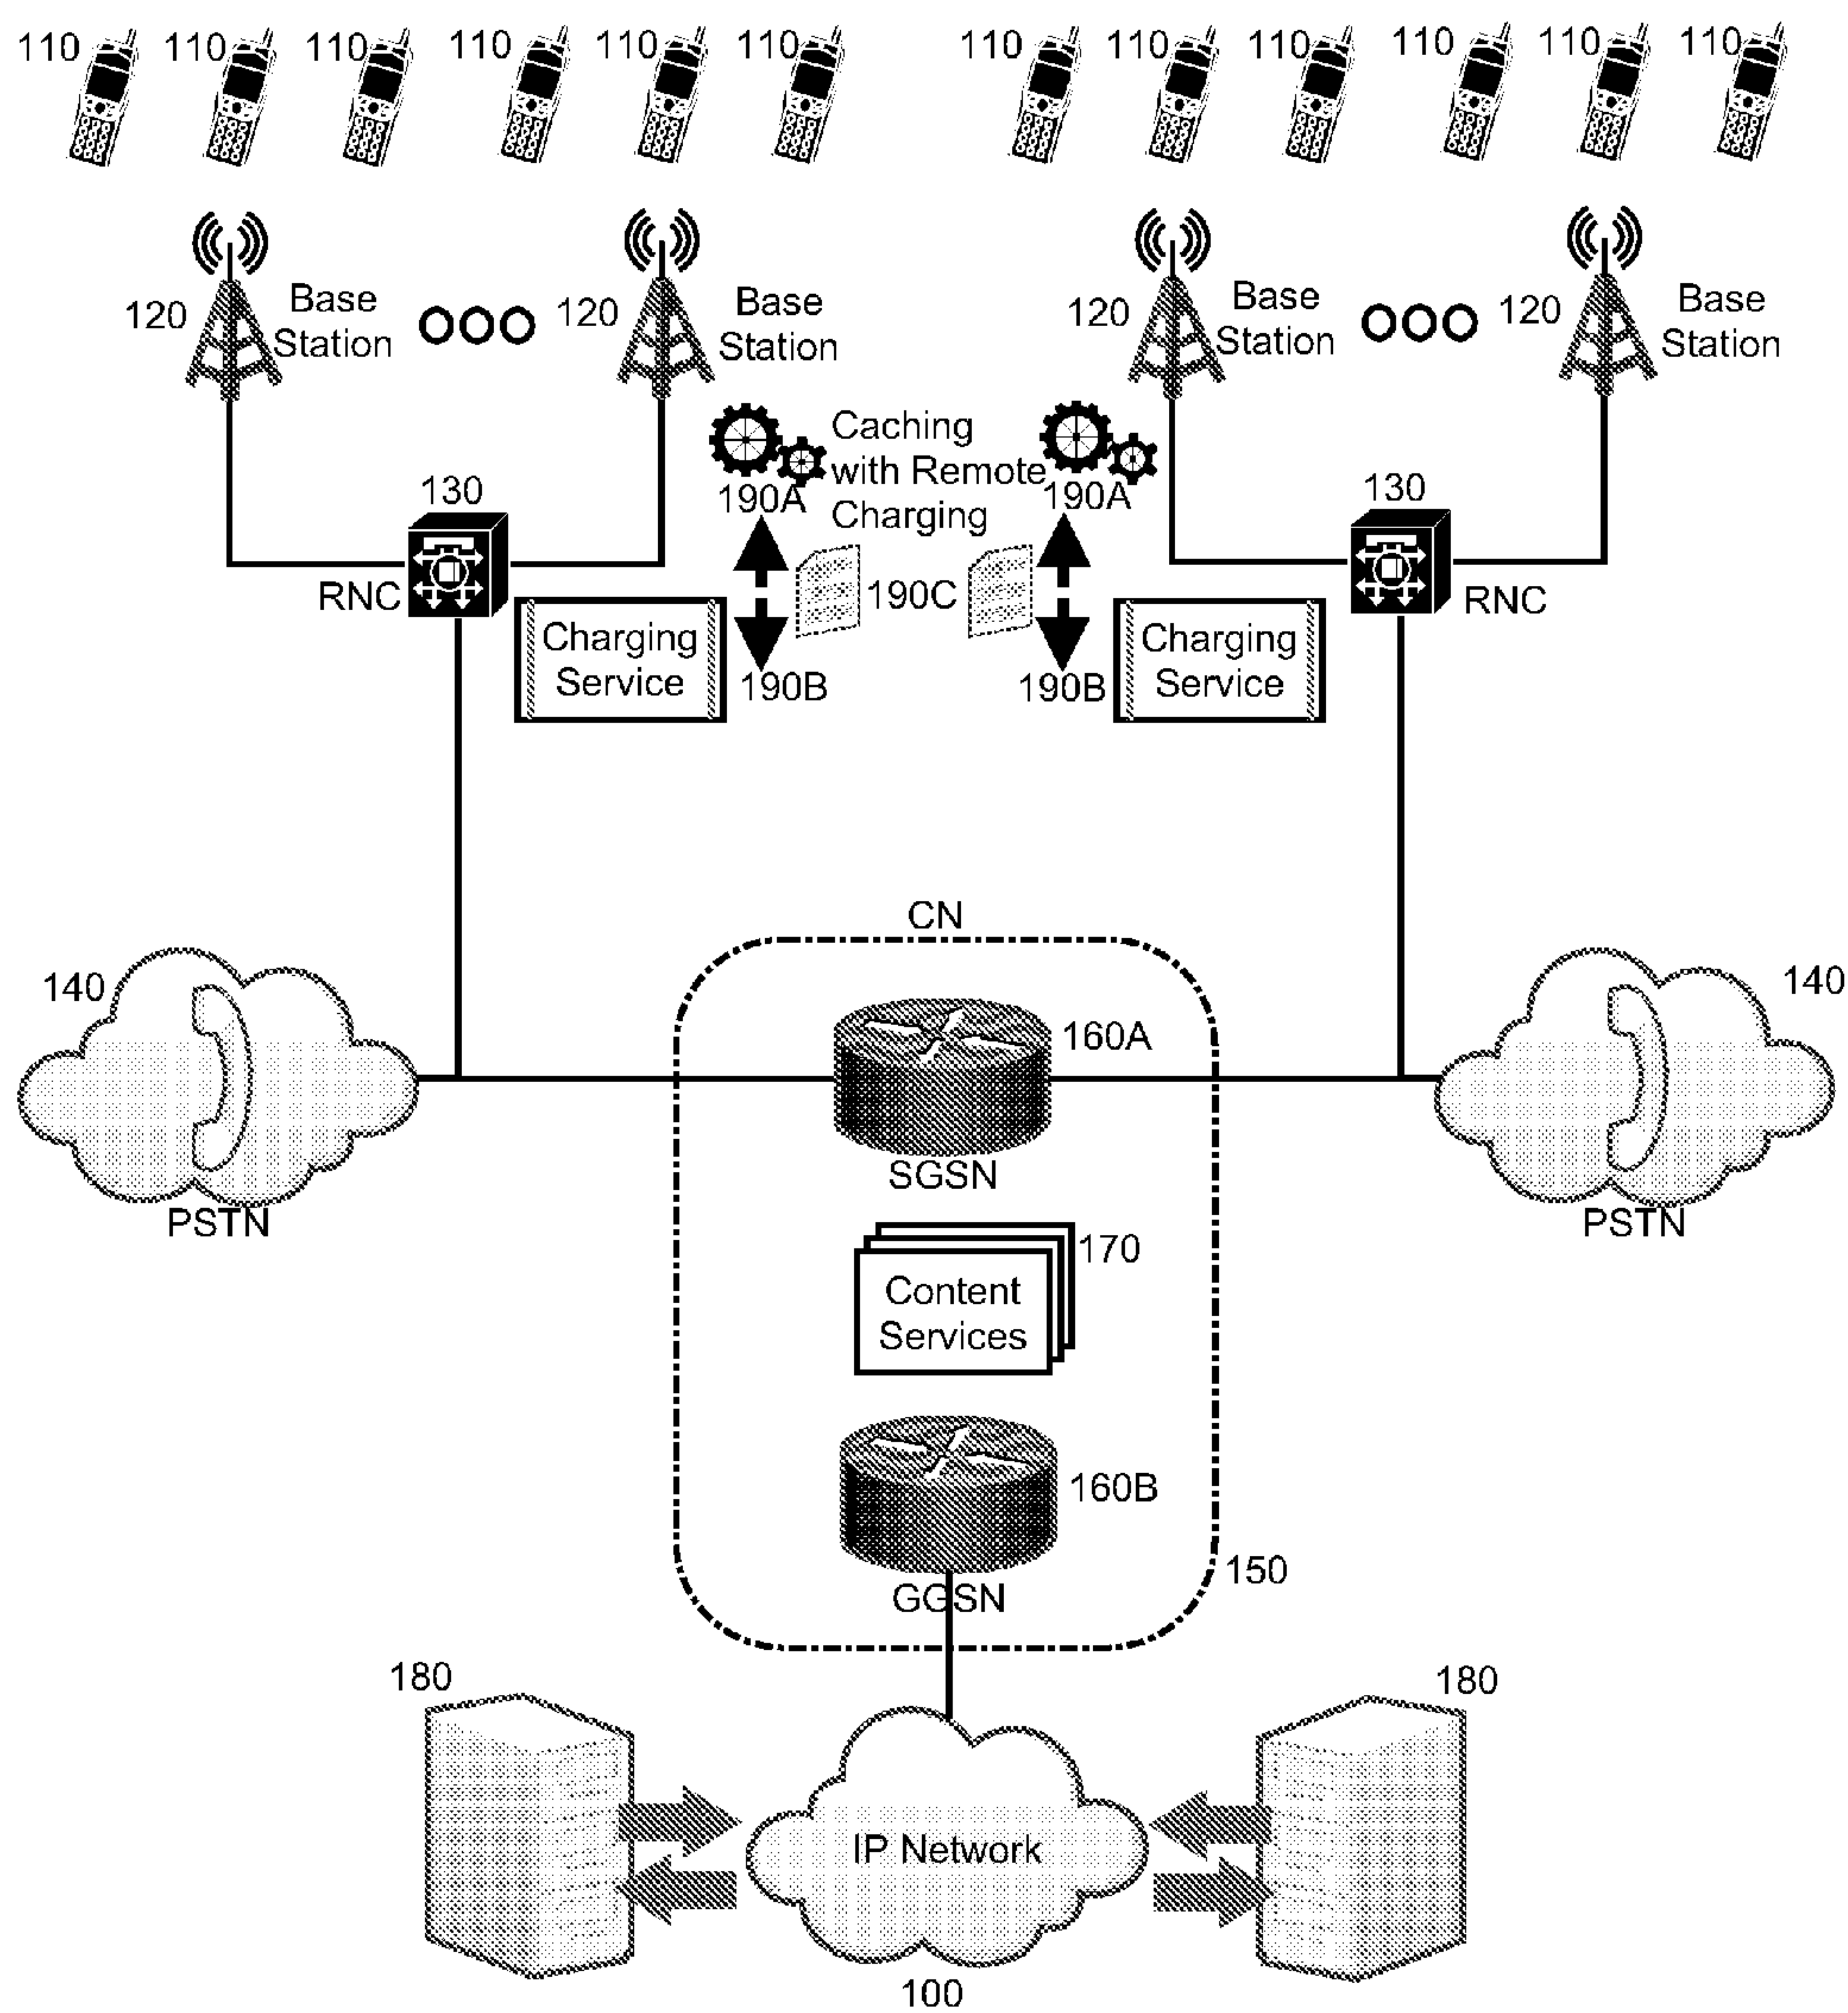 110 110 110 110 110 110 110 110 110 110 110 110
120 Base Station 120 Base Station 120 Base Station 120 Base Station
Caching
with Remote
Charging
190A 190A
130 130
RNC RNC
190C
Charging
Service
190B
190B
Charging
Service
CN
140 140
160A
SGSN
PSTN PSTN
170
Content
Services
160B
150
GGSN
180 180
IP Network
100